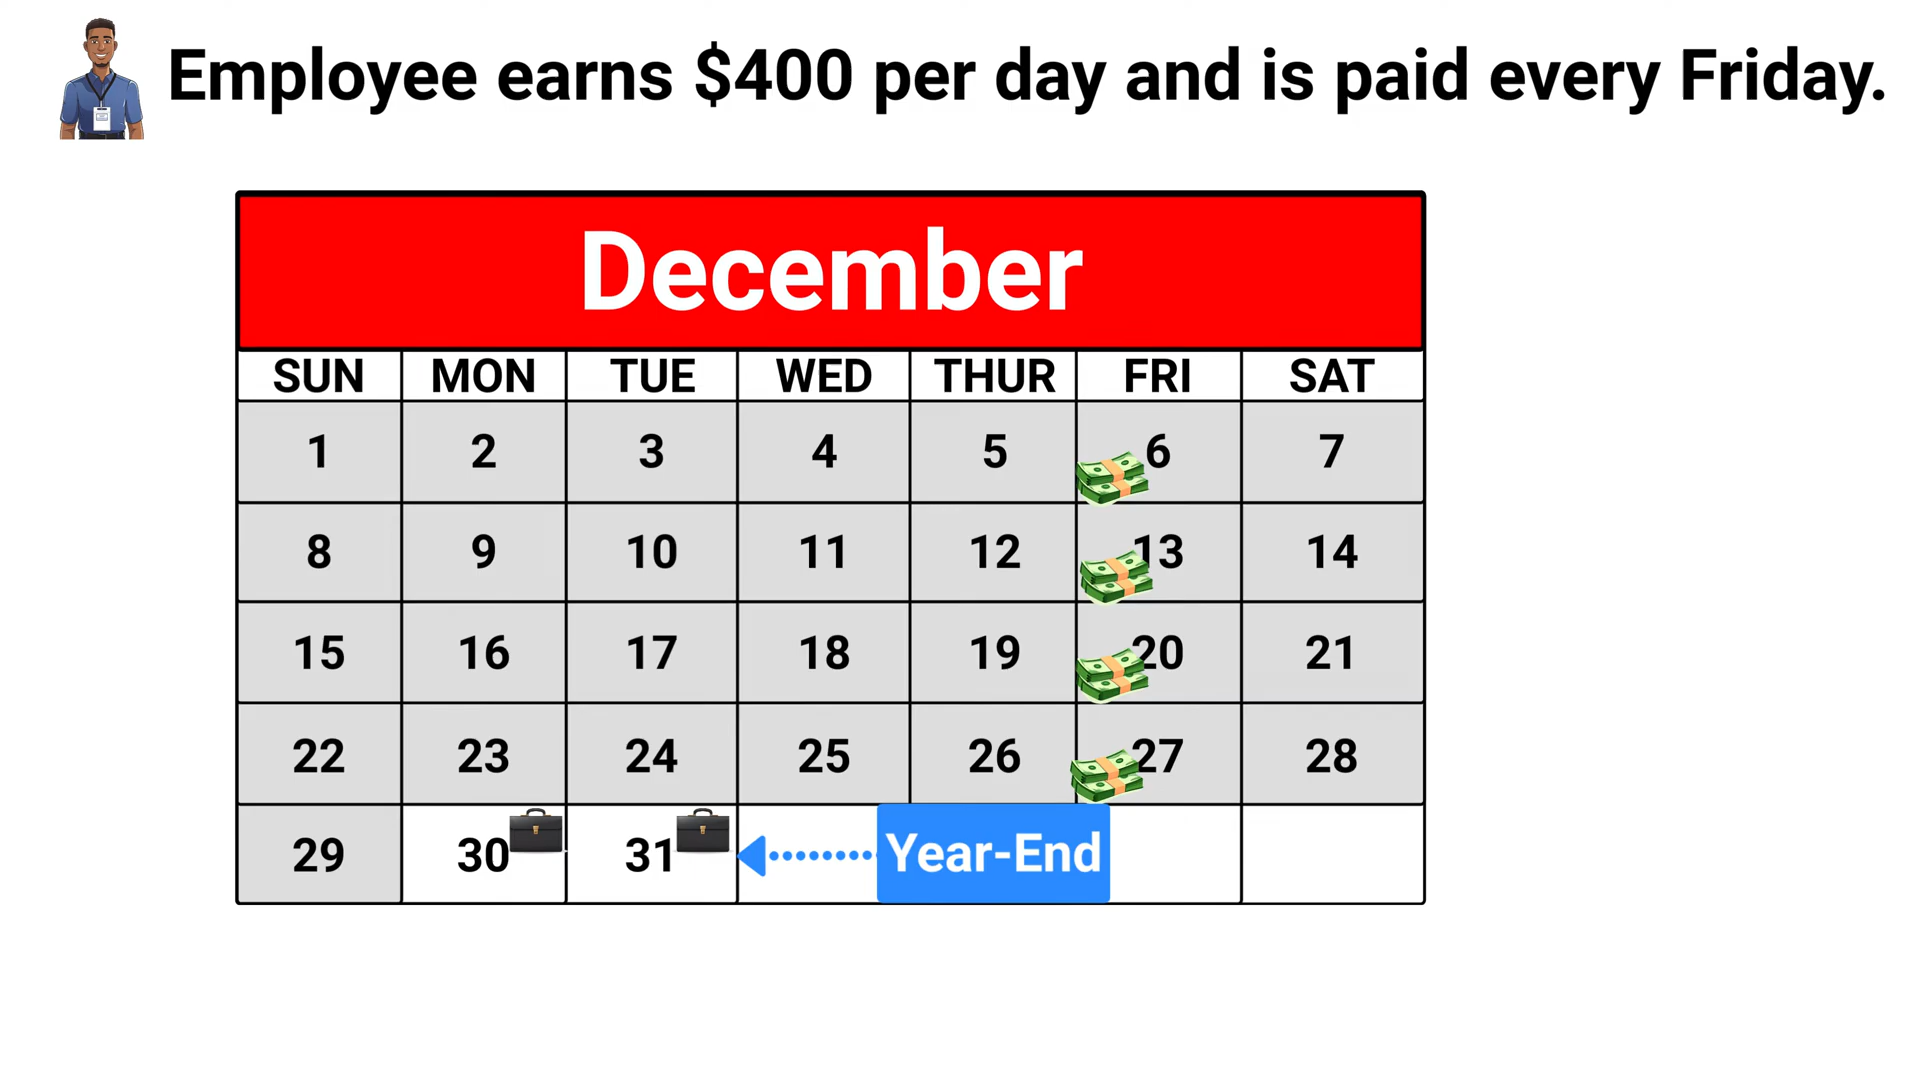 Employee earns $400 per day and is paid every Friday.
December
SUN MON TUE WED THUR FRI SAT
1 2 3 4 5 6 7
8 9 10 11 12 13 14
15 16 17 18 19 20 21
22 23 24 25 26 27 28
29 30 31 Year-End